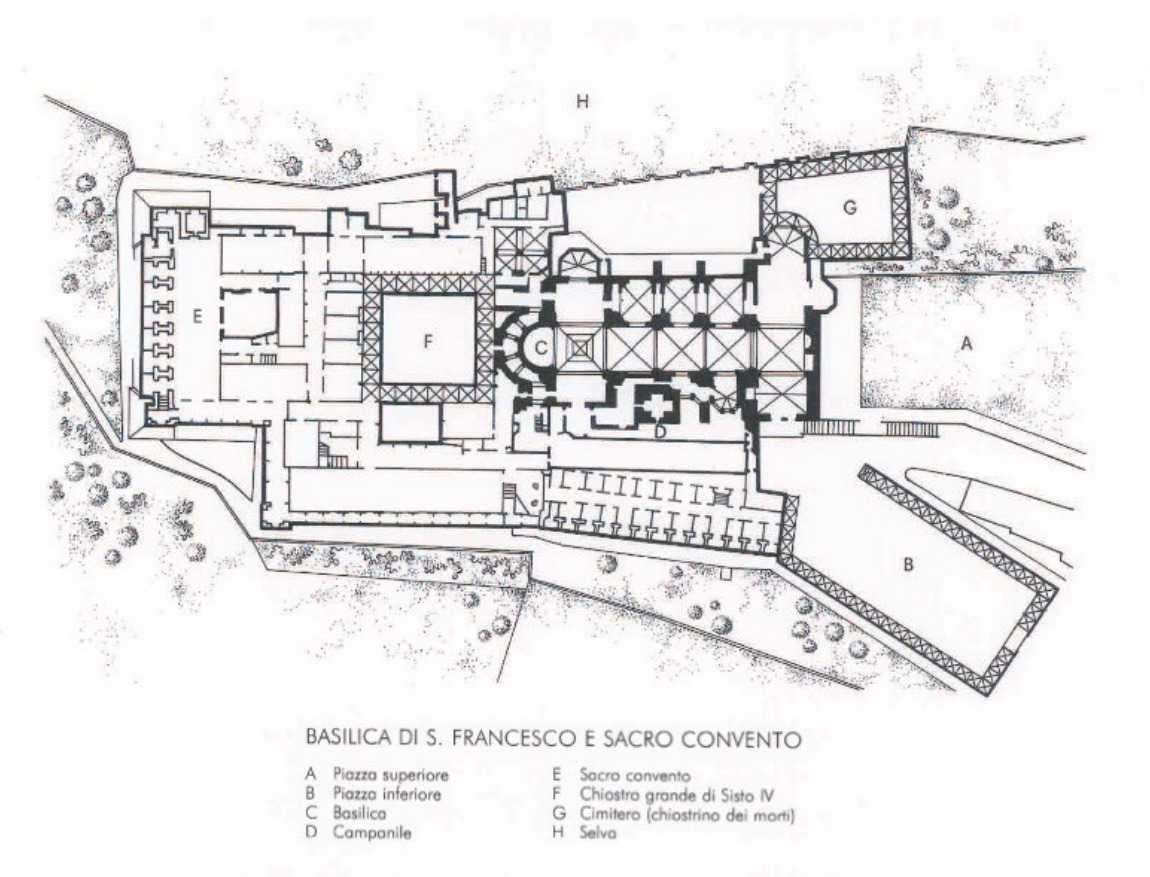 H
G
E
F
C
A
D
B
BASILICA DI S. FRANCESCO E SACRO CONVENTO
A Piazza superiore
B Piazza inferiore
C Basilica
D Campanile
E Sacro convento
F Chiostro grande di Sisto IV
G Cimitero (chiostrino dei morti)
H Selva